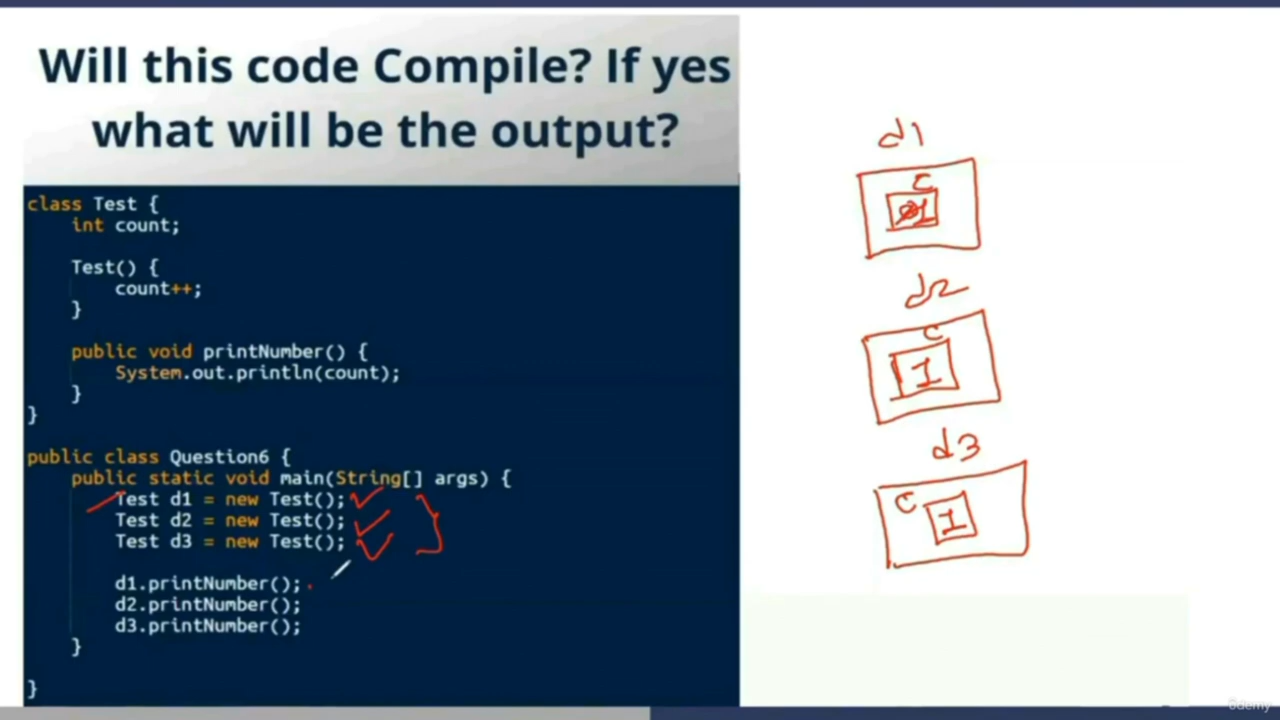 Will this code Compile? If yes
what will be the output?
class Test {
    int count;

    Test() {
        count++;
    }

    public void printNumber() {
        System.out.println(count);
    }
}

public class Question6 {
    public static void main(String[] args) {
        Test d1 = new Test();
        Test d2 = new Test();
        Test d3 = new Test();

        d1.printNumber();
        d2.printNumber();
        d3.printNumber();
    }

}
d1
C
1
d2
C
1
d3
C
1
ûdemy